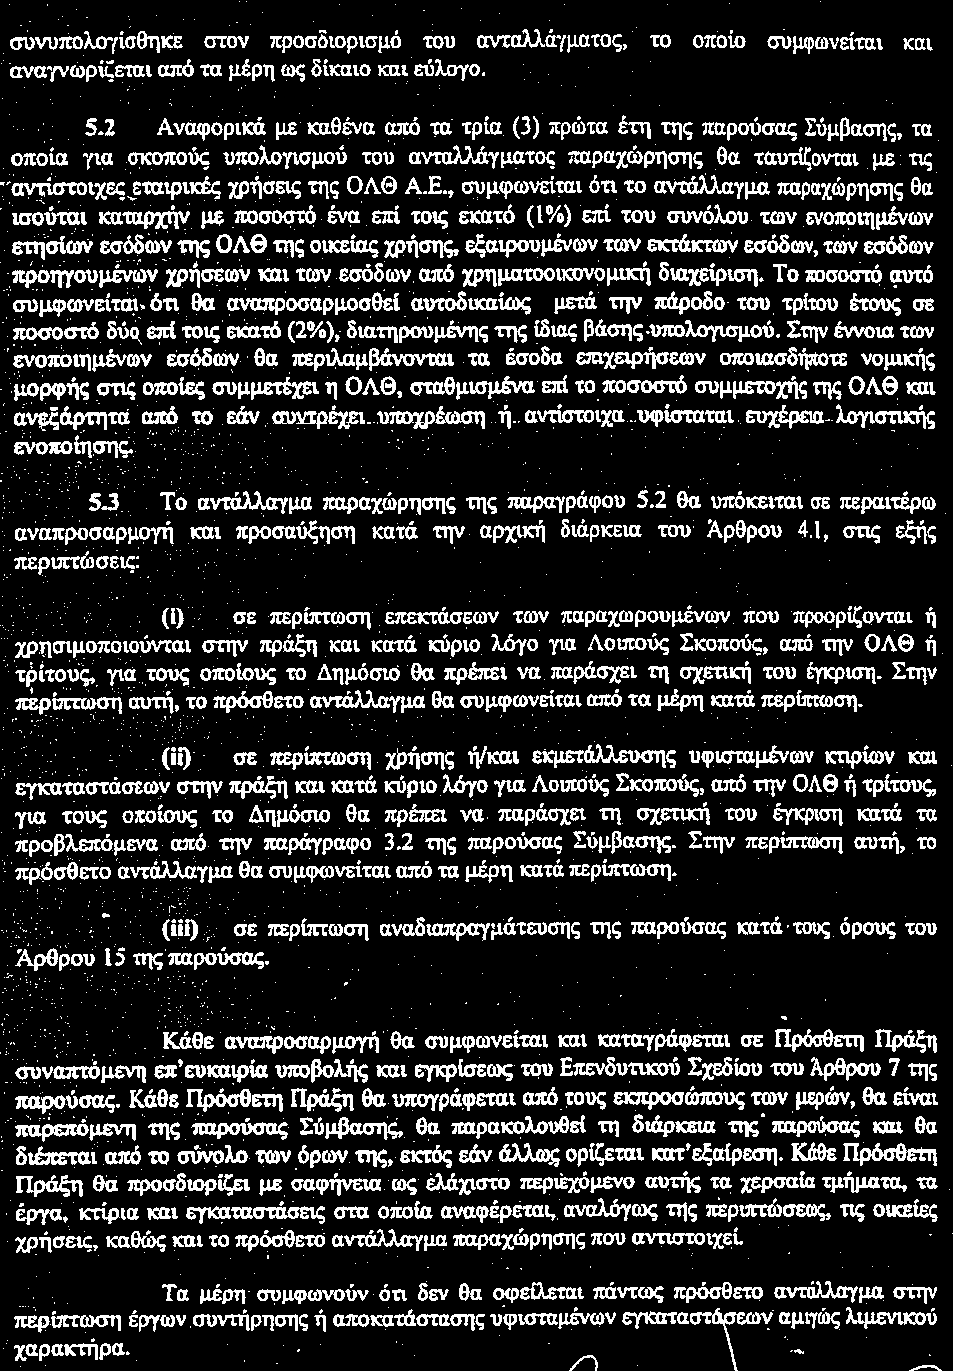 συνυπολογίσθηκε στον προσδιορισμό του ανταλλάγματος, το οποίο συμφωνείται και
αναγνωρίζεται από τα μέρη ως δίκαιο και εύλογο.
5.2 Αναφορικά με καθένα από τα τρία (3) πρώτα έτη της παρούσας Σύμβασης, τα
οποία για σκοπούς υπολογισμού του ανταλλάγματος παραχώρησης θα ταυτίζονται με τις
αντίστοιχες εταιρικές χρήσεις της ΟΛΘ Α.Ε., συμφωνείται ότι το αντάλλαγμα παραχώρησης θα
ισούται καταρχήν με ποσοστό ένα επί τοις εκατό (1%) επί του συνόλου των ενοποιημένων
ετησίων εσόδων της ΟΛΘ της οικείας χρήσης, εξαιρουμένων των εκτάκτων εσόδων, των εσόδων
προηγουμένων χρήσεων και των εσόδων από χρηματοοικονομική διαχείριση. Το ποσοστό αυτό
συμφωνείται ότι θα αναπροσαρμοσθεί αυτοδικαίως μετά την πάροδο του τρίτου έτους σε
ποσοστό δύο επί τοις εκατό (2%), διατηρουμένης της ίδιας βάσης υπολογισμού. Στην έννοια των
ενοποιημένων εσόδων θα περιλαμβάνονται τα έσοδα επιχειρήσεων οποιασδήποτε νομικής
μορφής στις οποίες συμμετέχει η ΟΛΘ, σταθμισμένα επί το ποσοστό συμμετοχής της ΟΛΘ και
ανεξάρτητα από το εάν συντρέχει υποχρέωση ή αντίστοιχα υφίσταται ευχέρεια λογιστικής
ενοποίησης.
5.3 Το αντάλλαγμα παραχώρησης της παραγράφου 5.2 θα υπόκειται σε περαιτέρω
αναπροσαρμογή και προσαύξηση κατά την αρχική διάρκεια του Άρθρου 4.1, στις εξής
περιπτώσεις:
(i) σε περίπτωση επεκτάσεων των παραχωρουμένων που προορίζονται ή
χρησιμοποιούνται στην πράξη και κατά κύριο λόγο για Λοιπούς Σκοπούς, από την ΟΛΘ ή
τρίτους, για τους οποίους το Δημόσιο θα πρέπει να παράσχει τη σχετική του έγκριση. Στην
περίπτωση αυτή, το πρόσθετο αντάλλαγμα θα συμφωνείται από τα μέρη κατά περίπτωση.
(ii) σε περίπτωση χρήσης ή/και εκμετάλλευσης υφισταμένων κτιρίων και
εγκαταστάσεων στην πράξη και κατά κύριο λόγο για Λοιπούς Σκοπούς, από την ΟΛΘ ή τρίτους,
για τους οποίους το Δημόσιο θα πρέπει να παράσχει τη σχετική του έγκριση κατά τα
προβλεπόμενα από την παράγραφο 3.2 της παρούσας Σύμβασης. Στην περίπτωση αυτή, το
πρόσθετο αντάλλαγμα θα συμφωνείται από τα μέρη κατά περίπτωση.
(iii) σε περίπτωση αναδιαπραγμάτευσης της παρούσας κατά τους όρους του
Άρθρου 15 της παρούσας.
Κάθε αναπροσαρμογή θα συμφωνείται και καταγράφεται σε Πρόσθετη Πράξη
συναπτόμενη επ’ευκαιρία υποβολής και εγκρίσεως του Επενδυτικού Σχεδίου του Άρθρου 7 της
παρούσας. Κάθε Πρόσθετη Πράξη θα υπογράφεται από τους εκπροσώπους των μερών, θα είναι
παρεπόμενη της παρούσας Σύμβασης, θα παρακολουθεί τη διάρκεια της παρούσας και θα
διέπεται από το σύνολο των όρων της, εκτός εάν άλλως ορίζεται κατ’εξαίρεση. Κάθε Πρόσθετη
Πράξη θα προσδιορίζει με σαφήνεια ως ελάχιστο περιεχόμενο αυτής τα χερσαία τμήματα, τα
έργα, κτίρια και εγκαταστάσεις στα οποία αναφέρεται, αναλόγως της περιπτώσεως, τις οικείες
χρήσεις, καθώς και το πρόσθετο αντάλλαγμα παραχώρησης που αντιστοιχεί.
Τα μέρη συμφωνούν ότι δεν θα οφείλεται πάντως πρόσθετο αντάλλαγμα στην
περίπτωση έργων συντήρησης ή αποκατάστασης υφισταμένων εγκαταστάσεων αμιγώς λιμενικού
χαρακτήρα.